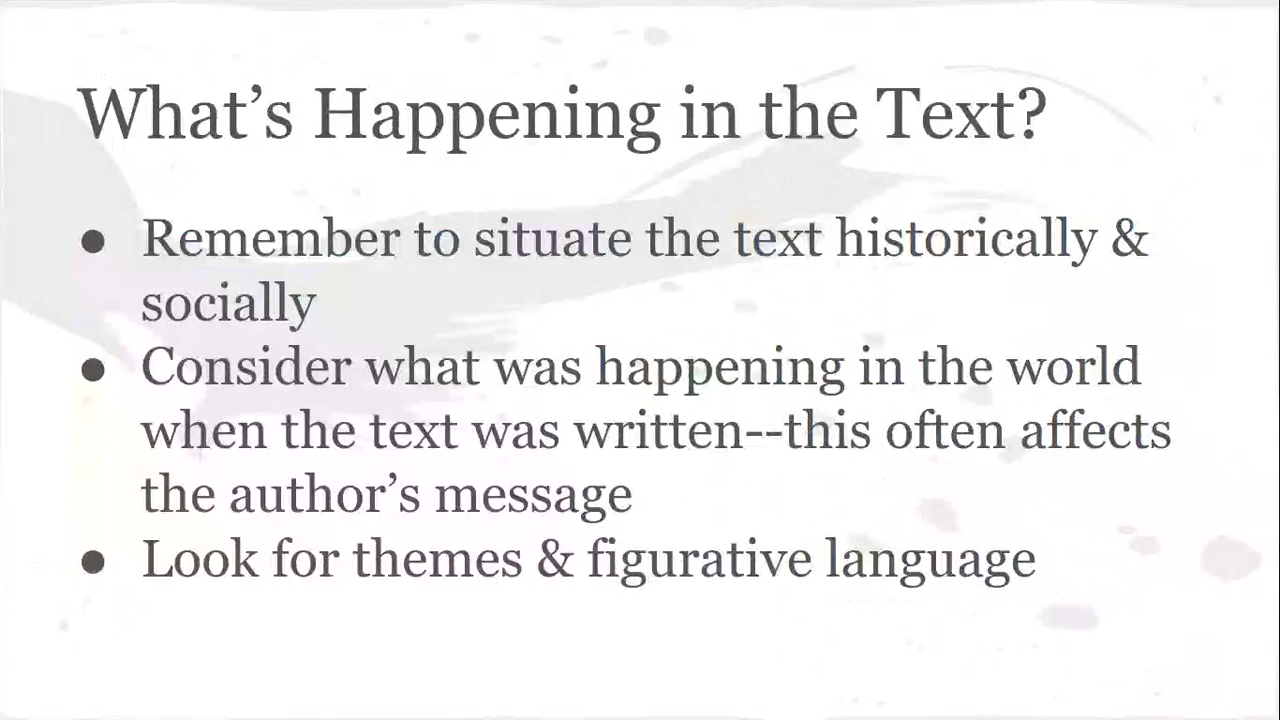 What’s Happening in the Text?
● Remember to situate the text historically &
socially
● Consider what was happening in the world
when the text was written--this often affects
the author’s message
● Look for themes & figurative language